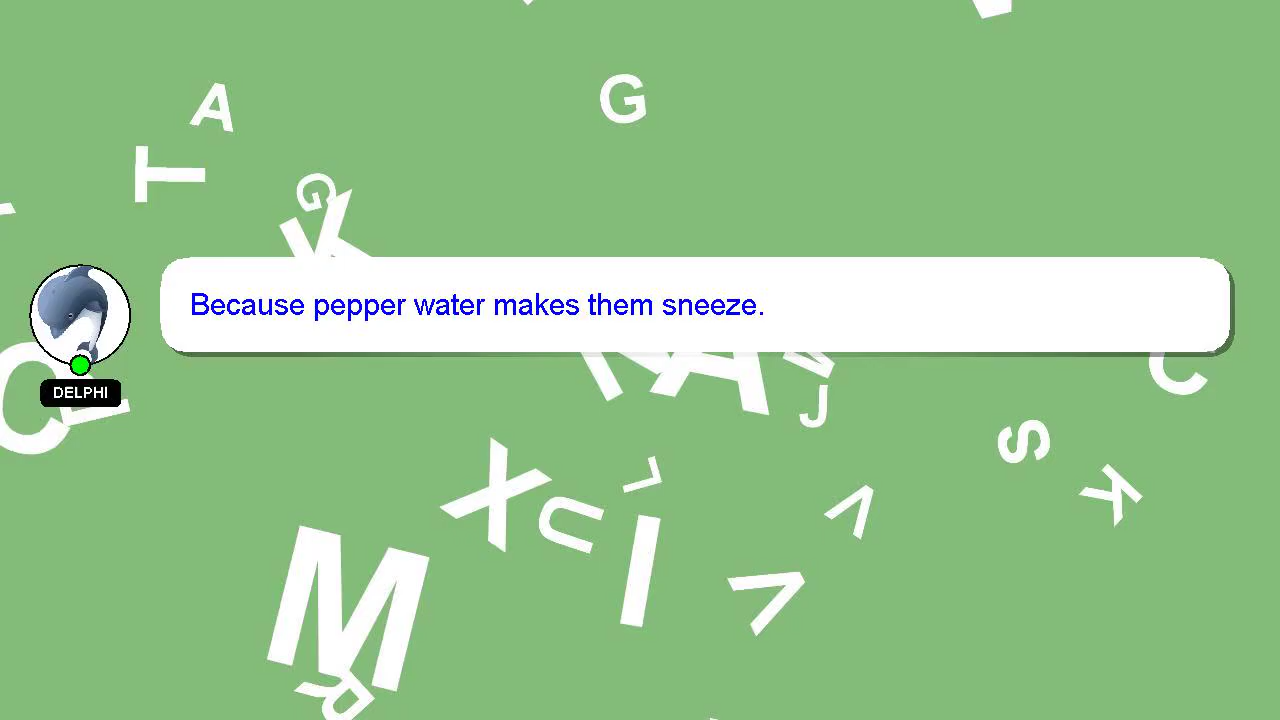 A
G
T
G
K
Because pepper water makes them sneeze.
DELPHI
C
A
J
C
S
X
L
K
U
V
I
M
V
R